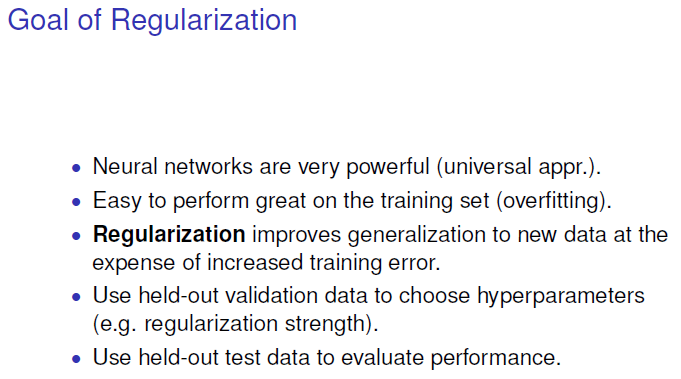 Goal of Regularization
• Neural networks are very powerful (universal appr.).
• Easy to perform great on the training set (overfitting).
• Regularization improves generalization to new data at the
expense of increased training error.
• Use held-out validation data to choose hyperparameters
(e.g. regularization strength).
• Use held-out test data to evaluate performance.